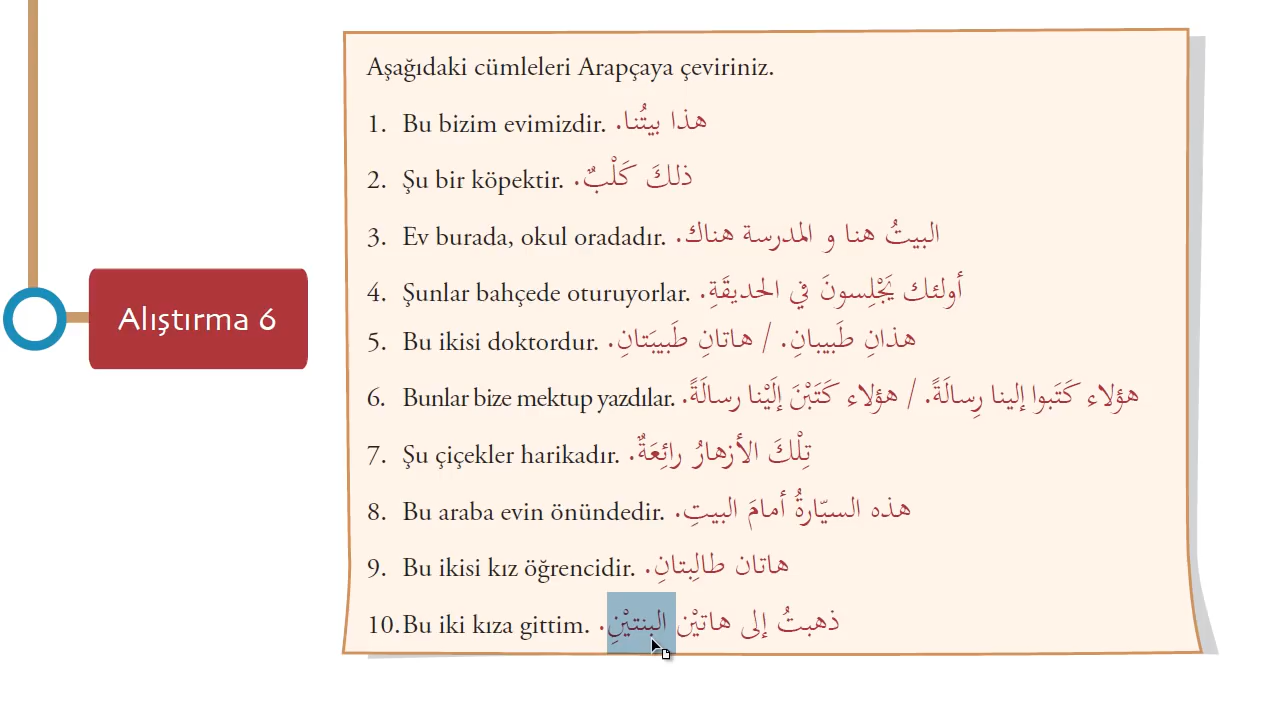 Aşağıdaki cümleleri Arapçaya çeviriniz.
1. Bu bizim evimizdir. هذا بيتُنا.
2. Şu bir köpektir. ذلكَ كَلْبٌ.
3. Ev burada, okul oradadır. البيتُ هنا و المدرسة هناك.
4. Şunlar bahçede oturuyorlar. أولئك يَجْلِسونَ في الحديقَةِ.
Alıştırma 6
5. Bu ikisi doktordur. هذانِ طَبيبانِ. / هاتانِ طَبيبَتانِ.
6. Bunlar bize mektup yazdılar. هؤلاء كَتَبوا إلينا رِسالَةً. / هؤلاء كَتَبْنَ إلَيْنا رسالَةً.
7. Şu çiçekler harikadır. تِلْكَ الأزهارُ رائِعَةٌ.
8. Bu araba evin önündedir. هذه السيّارةُ أمامَ البيتِ.
9. Bu ikisi kız öğrencidir. هاتان طالِبتانِ.
10. Bu iki kıza gittim. ذهبتُ إلى هاتيْن البنتيْنِ.